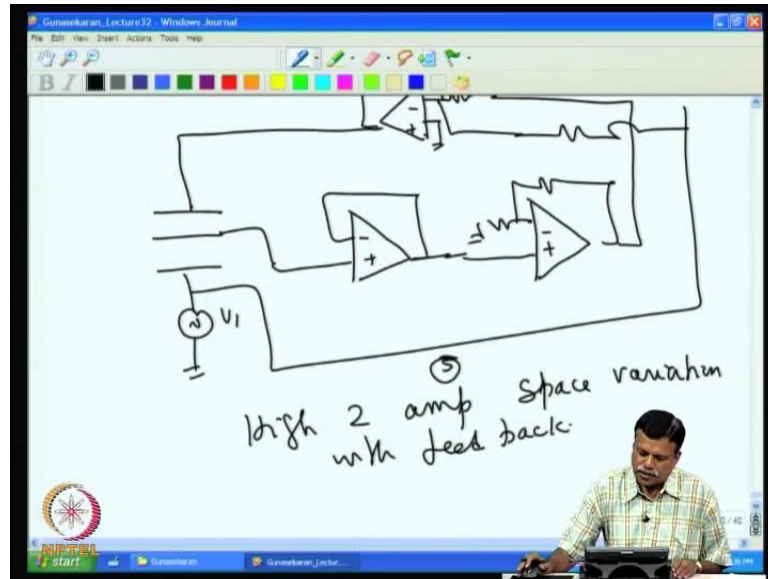 Gunasekaran_Lecture32 - Windows Journal
File Edit View Insert Actions Tools Help
B I
V1
5
High 2 amp space variation
with feed back.
NPTEL
start
Gunasekaran
Gunasekaran_Lectur...